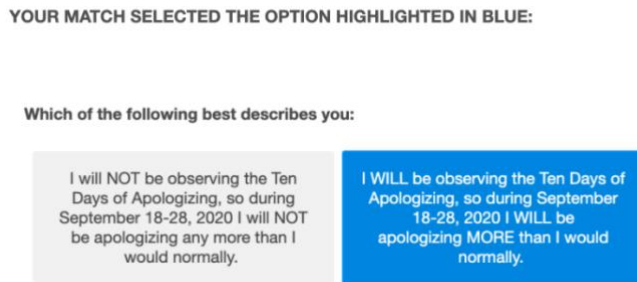 YOUR MATCH SELECTED THE OPTION HIGHLIGHTED IN BLUE:
Which of the following best describes you:
I will NOT be observing the Ten
Days of Apologizing, so during
September 18-28, 2020 I will NOT
be apologizing any more than I
would normally.
I WILL be observing the Ten Days of
Apologizing, so during September
18-28, 2020 I WILL be
apologizing MORE than I would
normally.